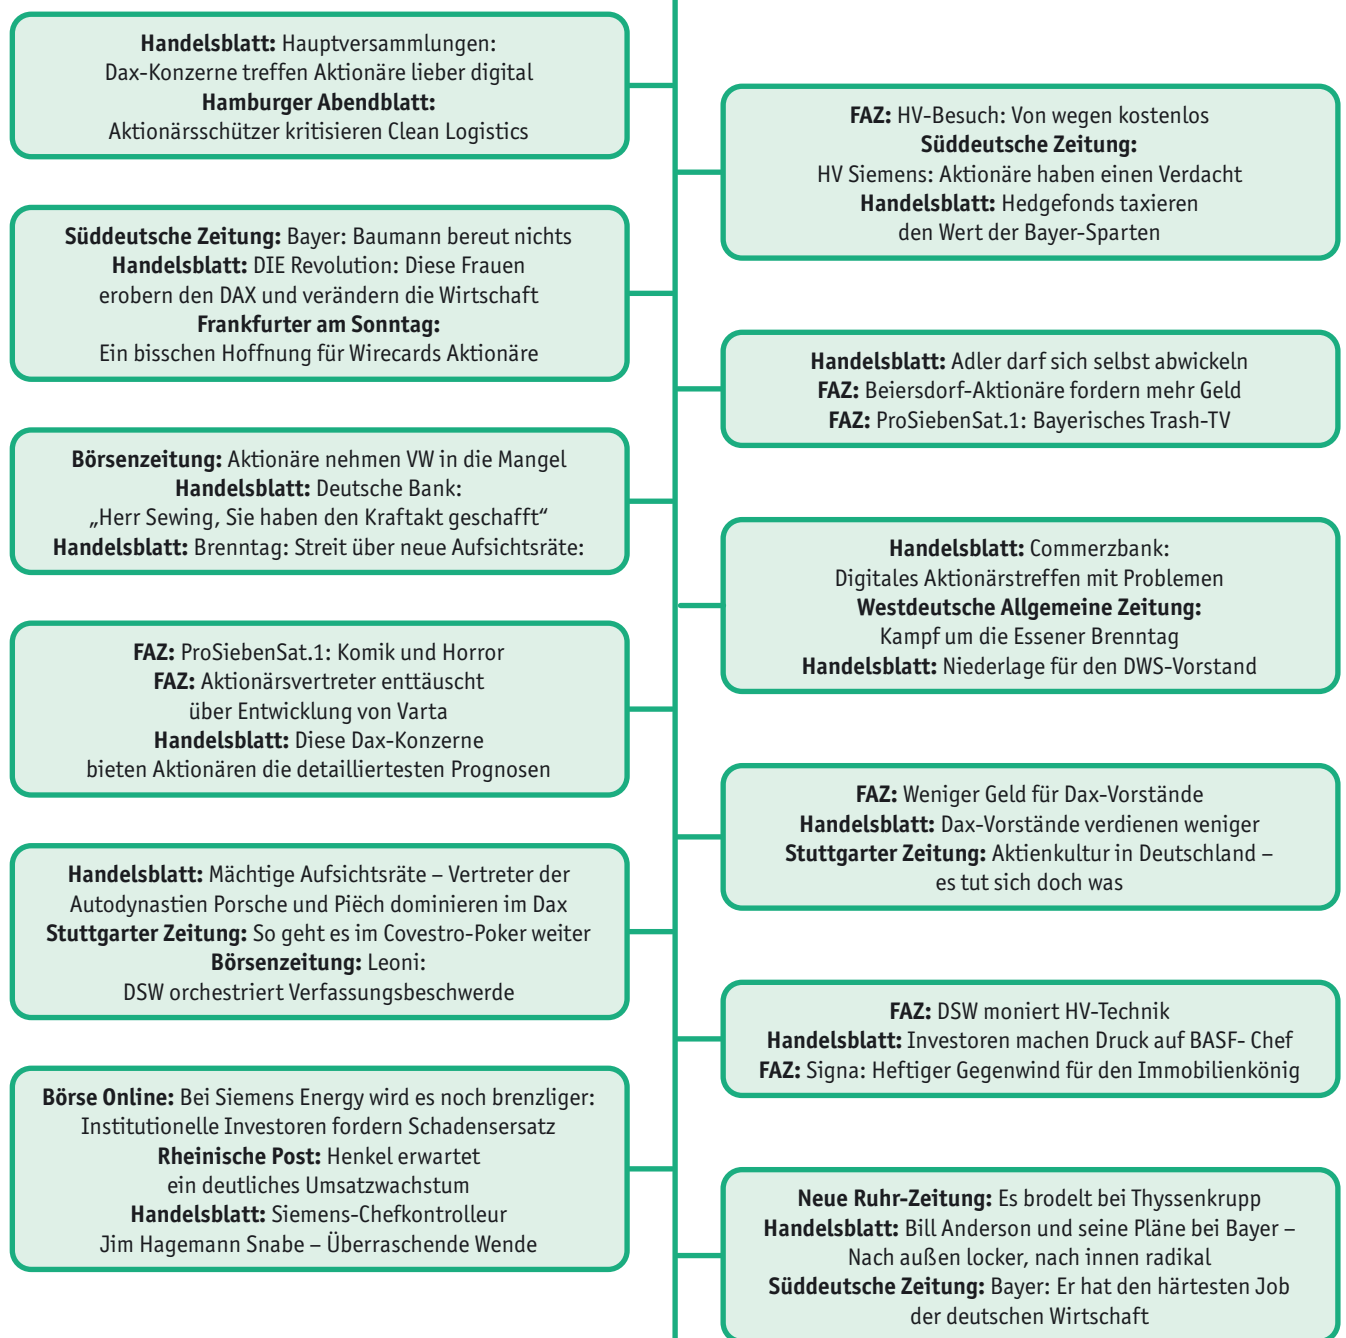 Handelsblatt: Hauptversammlungen:
Dax-Konzerne treffen Aktionäre lieber digital
Hamburger Abendblatt:
Aktionärsschützer kritisieren Clean Logistics
FAZ: HV-Besuch: Von wegen kostenlos
Süddeutsche Zeitung:
HV Siemens: Aktionäre haben einen Verdacht
Handelsblatt: Hedgefonds taxieren
den Wert der Bayer-Sparten
Süddeutsche Zeitung: Bayer: Baumann bereut nichts
Handelsblatt: DIE Revolution: Diese Frauen
erobern den DAX und verändern die Wirtschaft
Frankfurter am Sonntag:
Ein bisschen Hoffnung für Wirecards Aktionäre
Handelsblatt: Adler darf sich selbst abwickeln
FAZ: Beiersdorf-Aktionäre fordern mehr Geld
FAZ: ProSiebenSat.1: Bayerisches Trash-TV
Börsenzeitung: Aktionäre nehmen VW in die Mangel
Handelsblatt: Deutsche Bank:
„Herr Sewing, Sie haben den Kraftakt geschafft“
Handelsblatt: Brenntag: Streit über neue Aufsichtsräte:
Handelsblatt: Commerzbank:
Digitales Aktionärstreffen mit Problemen
Westdeutsche Allgemeine Zeitung:
Kampf um die Essener Brenntag
Handelsblatt: Niederlage für den DWS-Vorstand
FAZ: ProSiebenSat.1: Komik und Horror
FAZ: Aktionärsvertreter enttäuscht
über Entwicklung von Varta
Handelsblatt: Diese Dax-Konzerne
bieten Aktionären die detailliertesten Prognosen
FAZ: Weniger Geld für Dax-Vorstände
Handelsblatt: Dax-Vorstände verdienen weniger
Stuttgarter Zeitung: Aktienkultur in Deutschland –
es tut sich doch was
Handelsblatt: Mächtige Aufsichtsräte – Vertreter der
Autodynastien Porsche und Piëch dominieren im Dax
Stuttgarter Zeitung: So geht es im Covestro-Poker weiter
Börsenzeitung: Leoni:
DSW orchestriert Verfassungsbeschwerde
FAZ: DSW moniert HV-Technik
Handelsblatt: Investoren machen Druck auf BASF- Chef
FAZ: Signa: Heftiger Gegenwind für den Immobilienkönig
Börse Online: Bei Siemens Energy wird es noch brenzliger:
Institutionelle Investoren fordern Schadensersatz
Rheinische Post: Henkel erwartet
ein deutliches Umsatzwachstum
Handelsblatt: Siemens-Chefkontrolleur
Jim Hagemann Snabe – Überraschende Wende
Neue Ruhr-Zeitung: Es brodelt bei Thyssenkrupp
Handelsblatt: Bill Anderson und seine Pläne bei Bayer –
Nach außen locker, nach innen radikal
Süddeutsche Zeitung: Bayer: Er hat den härtesten Job
der deutschen Wirtschaft